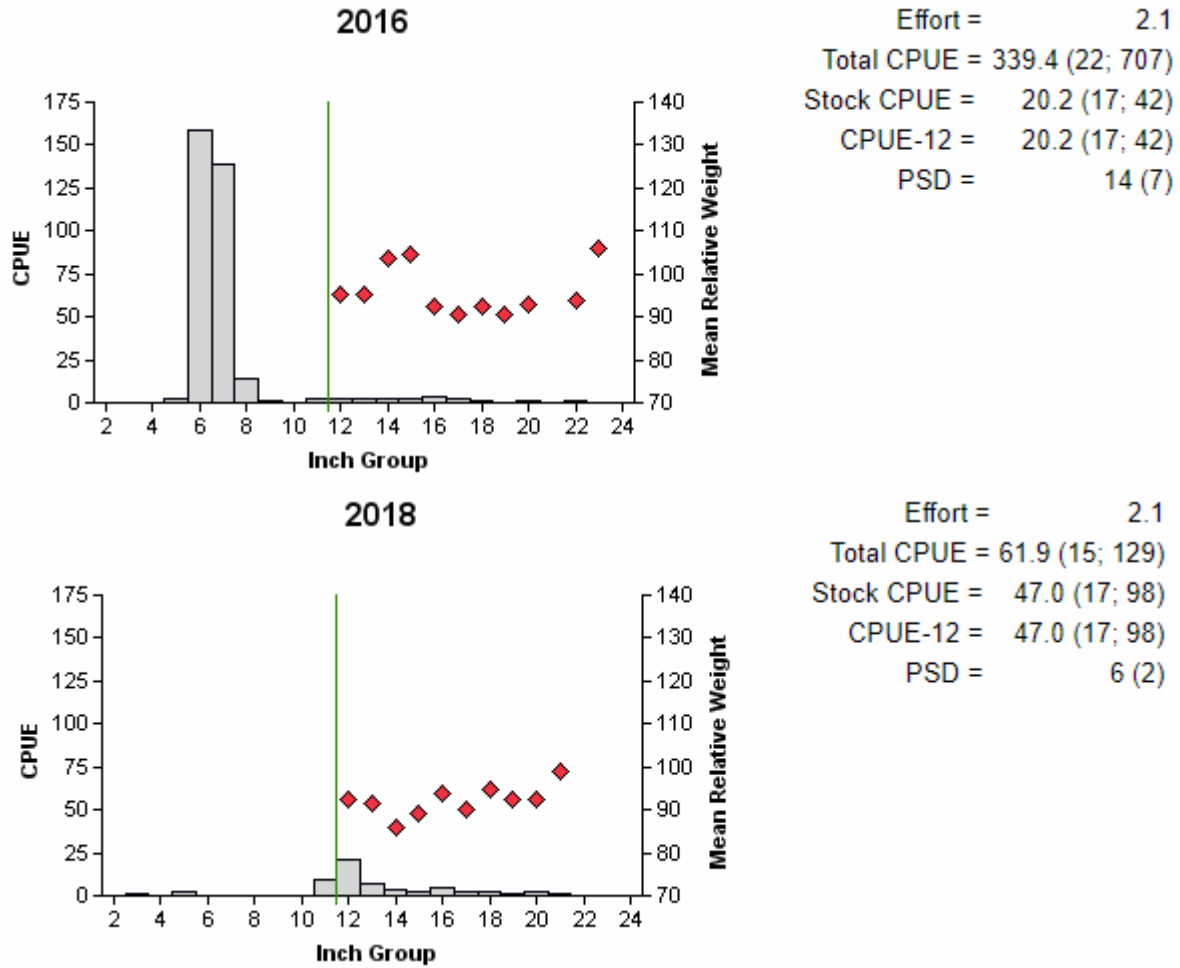 2016
Effort = 2.1
Total CPUE = 339.4 (22; 707)
Stock CPUE = 20.2 (17; 42)
CPUE-12 = 20.2 (17; 42)
PSD = 14 (7)
175
150
125
100
75
50
25
0
CPUE
140
130
120
110
100
90
80
70
Mean Relative Weight
2 4 6 8 10 12 14 16 18 20 22 24
Inch Group
2018
Effort = 2.1
Total CPUE = 61.9 (15; 129)
Stock CPUE = 47.0 (17; 98)
CPUE-12 = 47.0 (17; 98)
PSD = 6 (2)
175
150
125
100
75
50
25
0
CPUE
140
130
120
110
100
90
80
70
Mean Relative Weight
2 4 6 8 10 12 14 16 18 20 22 24
Inch Group